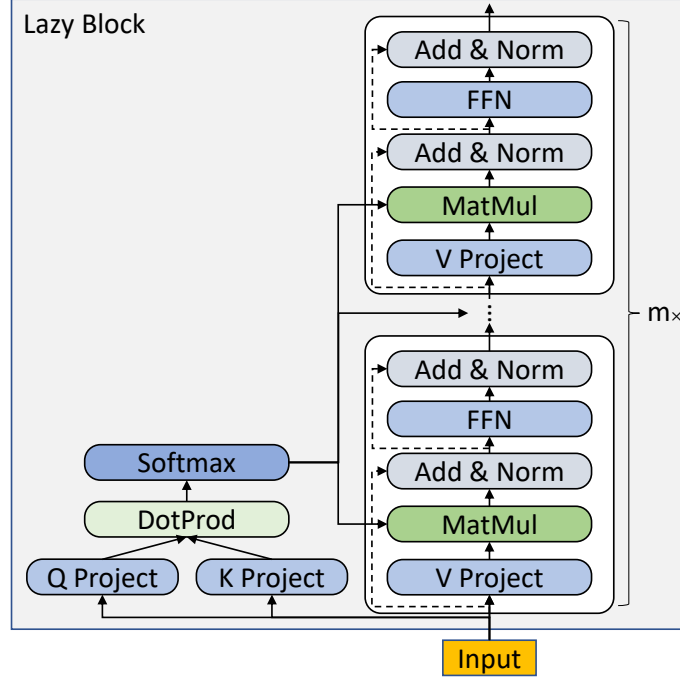 Lazy Block
Add & Norm
FFN
Add & Norm
MatMul
V Project
m×
Add & Norm
FFN
Add & Norm
MatMul
V Project
Softmax
DotProd
Q Project
K Project
Input